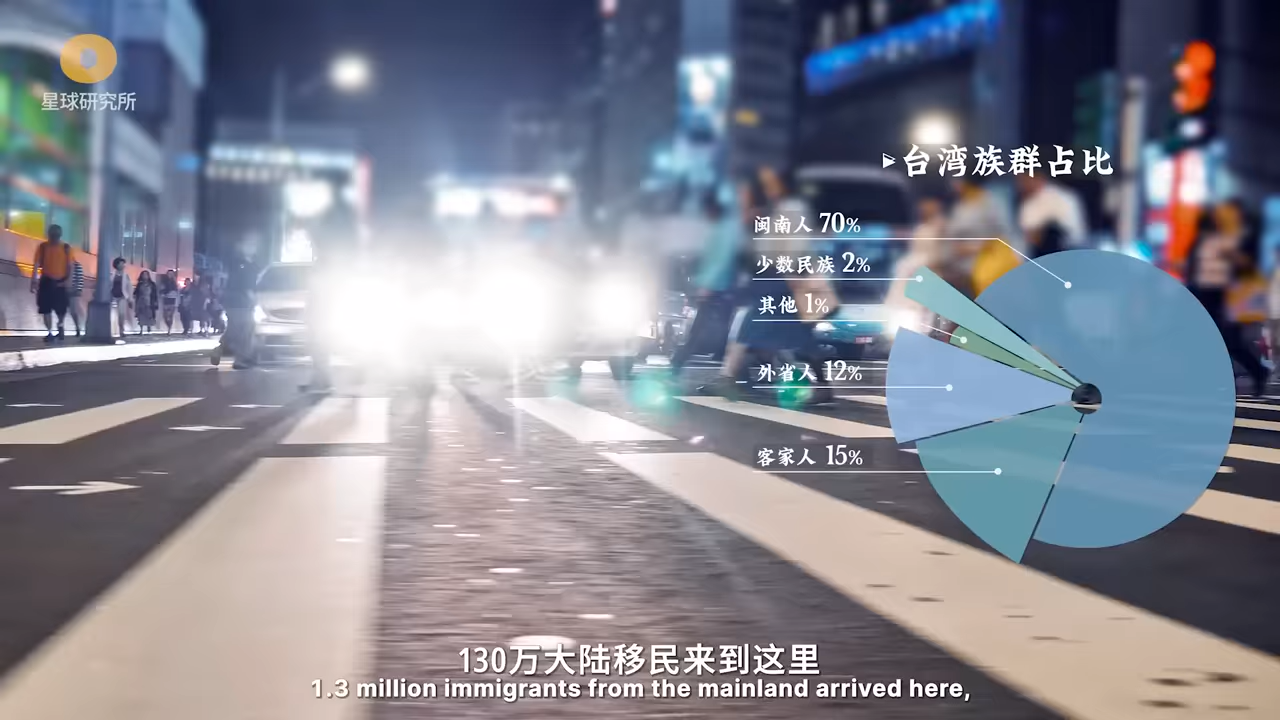 星球研究所
台湾族群占比
闽南人 70%
少数民族 2%
其他 1%
外省人 12%
客家人 15%
130万大陆移民来到这里
1.3 million immigrants from the mainland arrived here,